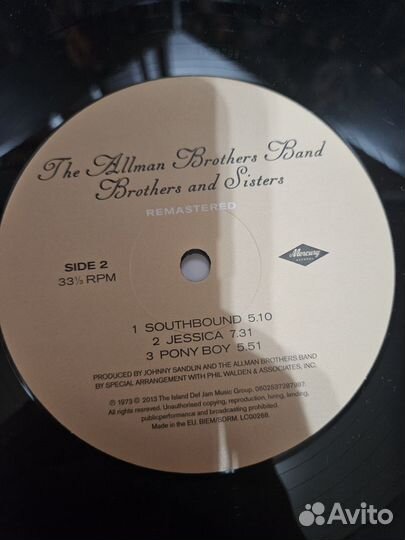 The Allman Brothers Band
Brothers and Sisters
REMASTERED
SIDE 2
33⅓ RPM
Mercury
RECORDS
1 SOUTHBOUND 5.10
2 JESSICA 7.31
3 PONY BOY 5.51
PRODUCED BY JOHNNY SANDLIN AND THE ALLMAN BROTHERS BAND
BY SPECIAL ARRANGEMENT WITH PHIL WALDEN & ASSOCIATES, INC.
℗ 1973 © 2013 The Island Def Jam Music Group. 0602537287987.
All rights reserved. Unauthorised copying, reproduction, hiring, lending,
publicperformance and broadcasting prohibited.
Made in the EU. BIEM/SDRM. LC00268.
Avito